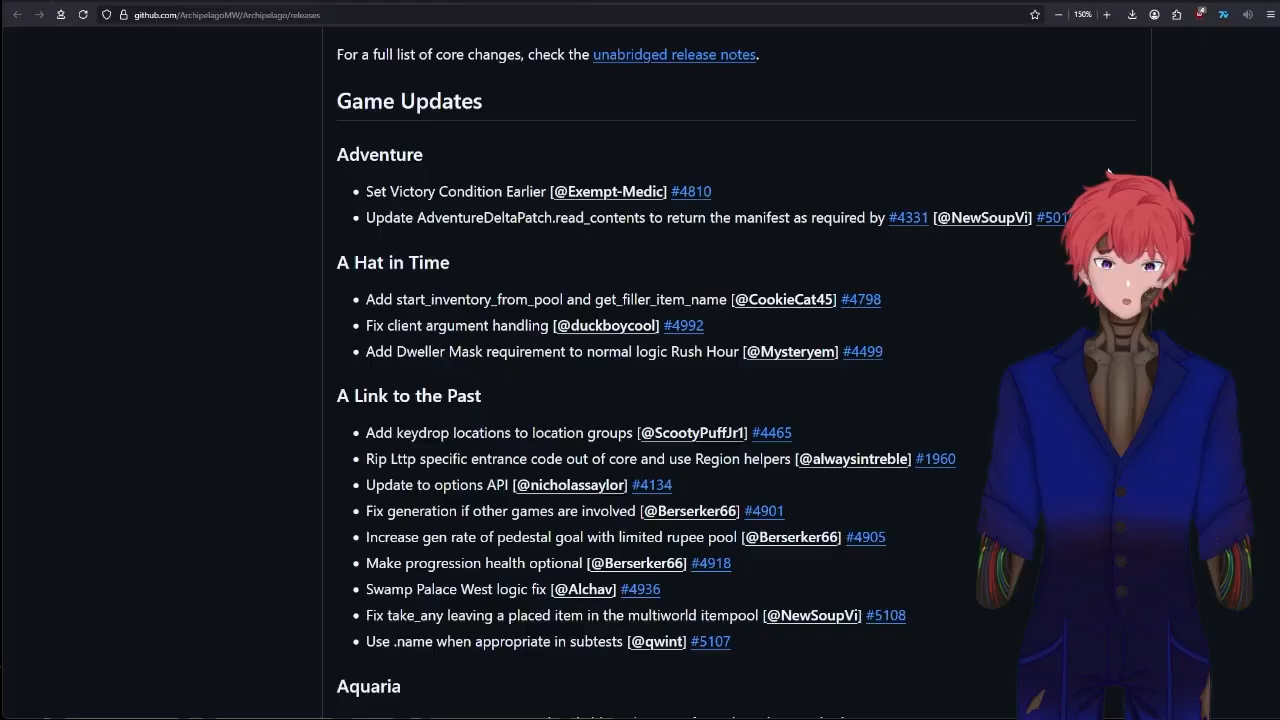 github.com/ArchipelagoMW/Archipelago/releases
150%
For a full list of core changes, check the unabridged release notes.
Game Updates
Adventure
• Set Victory Condition Earlier [@Exempt-Medic] #4810
• Update AdventureDeltaPatch.read_contents to return the manifest as required by #4331 [@NewSoupVi]
A Hat in Time
• Add start_inventory_from_pool and get_filler_item_name [@CookieCat45] #4798
• Fix client argument handling [@duckboycool] #4992
• Add Dweller Mask requirement to normal logic Rush Hour [@Mysteryem] #4499
A Link to the Past
• Add keydrop locations to location groups [@ScootyPuffJr1] #4465
• Rip Lttp specific entrance code out of core and use Region helpers [@alwaysintreble] #1960
• Update to options API [@nicholassaylor] #4134
• Fix generation if other games are involved [@Berserker66] #4901
• Increase gen rate of pedestal goal with limited rupee pool [@Berserker66] #4905
• Make progression health optional [@Berserker66] #4918
• Swamp Palace West logic fix [@Alchav] #4936
• Fix take_any leaving a placed item in the multiworld itempool [@NewSoupVi] #5108
• Use .name when appropriate in subtests [@qwint] #5107
Aquaria